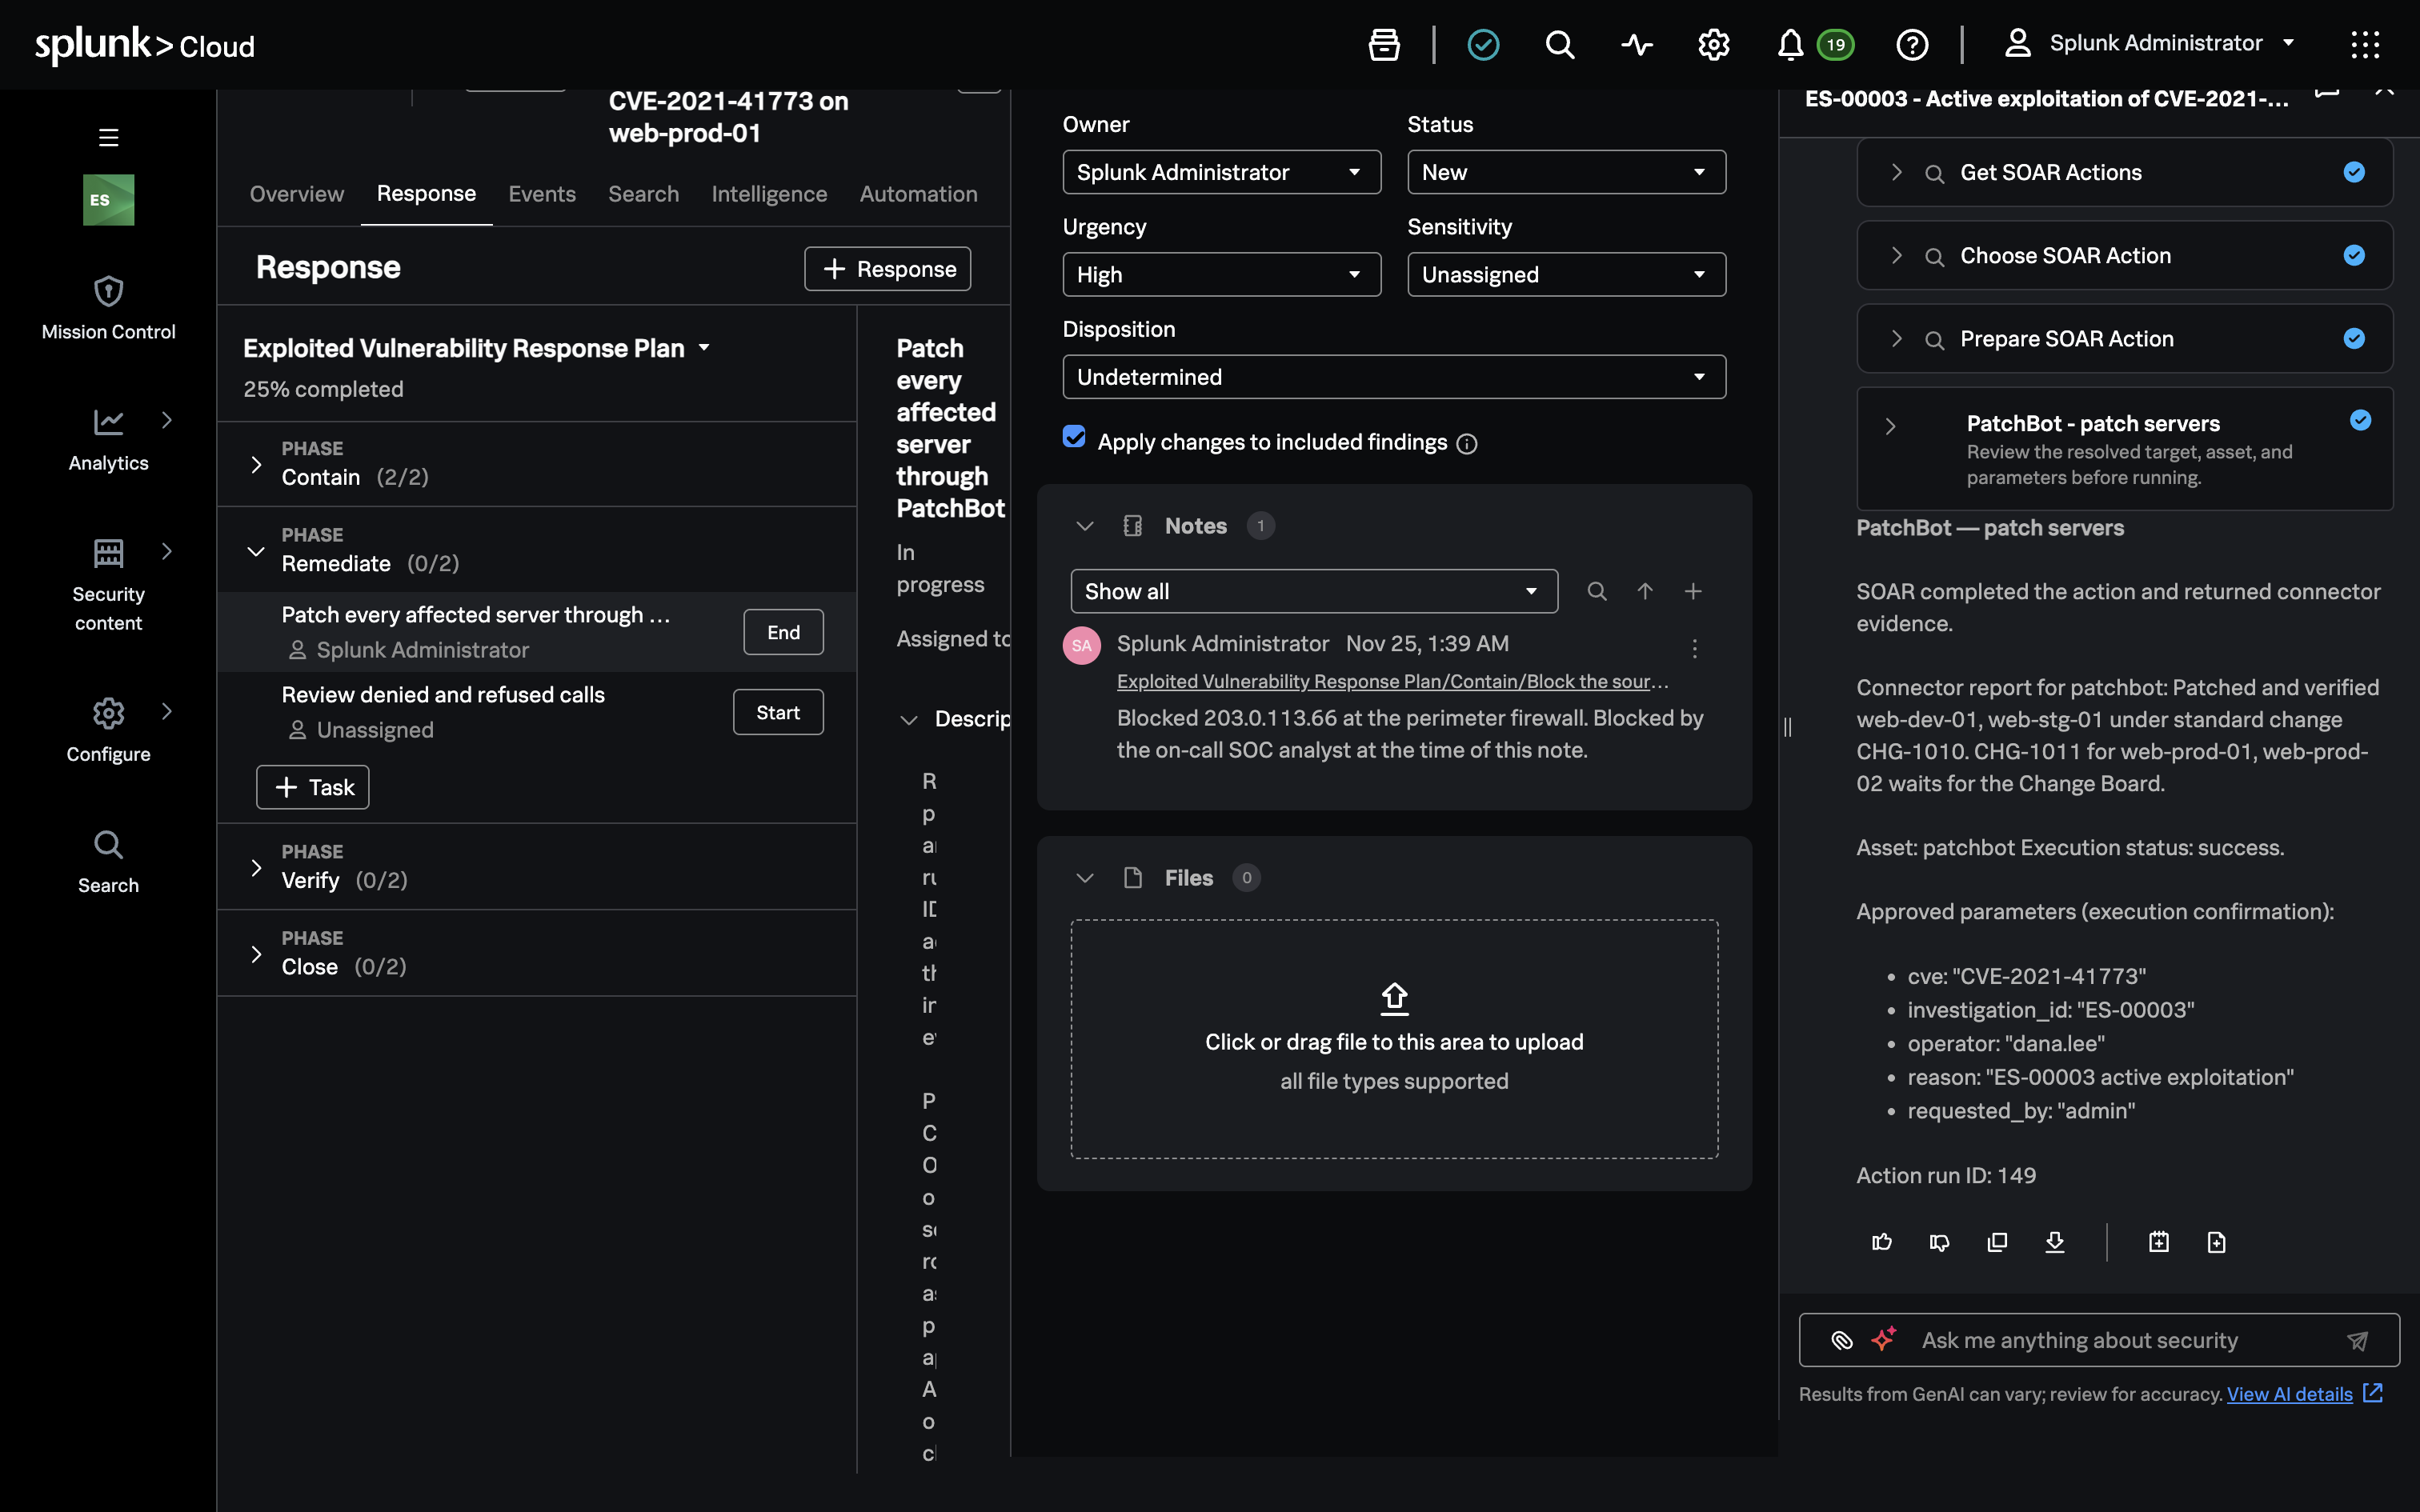 splunk>Cloud
19
Splunk Administrator
ES
Mission Control
Analytics
Security
content
Configure
Search
CVE-2021-41773 on
web-prod-01
Overview
Response
Events
Search
Intelligence
Automation
Response
Response
Exploited Vulnerability Response Plan
25% completed
PHASE
Contain (2/2)
PHASE
Remediate (0/2)
Patch every affected server through ...
Splunk Administrator
End
Review denied and refused calls
Unassigned
Start
Task
PHASE
Verify (0/2)
PHASE
Close (0/2)
Patch
every
affected
server
through
PatchBot
In
progress
Assigned to
Descrip
Owner
Status
Splunk Administrator
New
Urgency
Sensitivity
High
Unassigned
Disposition
Undetermined
Apply changes to included findings
Notes 1
Show all
SA
Splunk Administrator Nov 25, 1:39 AM
Exploited Vulnerability Response Plan/Contain/Block the sour...
Blocked 203.0.113.66 at the perimeter firewall. Blocked by
the on-call SOC analyst at the time of this note.
Files 0
Click or drag file to this area to upload
all file types supported
ES-00003 - Active exploitation of CVE-2021-...
Get SOAR Actions
Choose SOAR Action
Prepare SOAR Action
PatchBot - patch servers
Review the resolved target, asset, and
parameters before running.
PatchBot — patch servers
SOAR completed the action and returned connector
evidence.
Connector report for patchbot: Patched and verified
web-dev-01, web-stg-01 under standard change
CHG-1010. CHG-1011 for web-prod-01, web-prod-
02 waits for the Change Board.
Asset: patchbot Execution status: success.
Approved parameters (execution confirmation):
• cve: "CVE-2021-41773"
• investigation_id: "ES-00003"
• operator: "dana.lee"
• reason: "ES-00003 active exploitation"
• requested_by: "admin"
Action run ID: 149
Ask me anything about security
Results from GenAI can vary; review for accuracy. View AI details